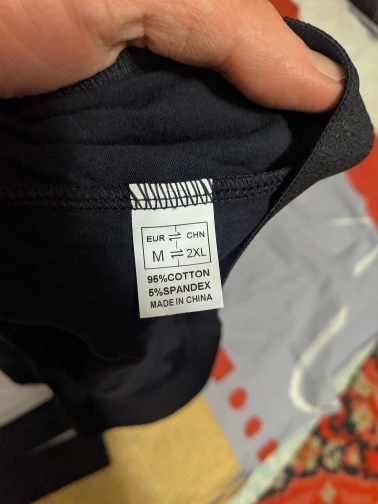 EUR ⇌ CHN
M ⇌ 2XL
95%COTTON
5%SPANDEX
MADE IN CHINA